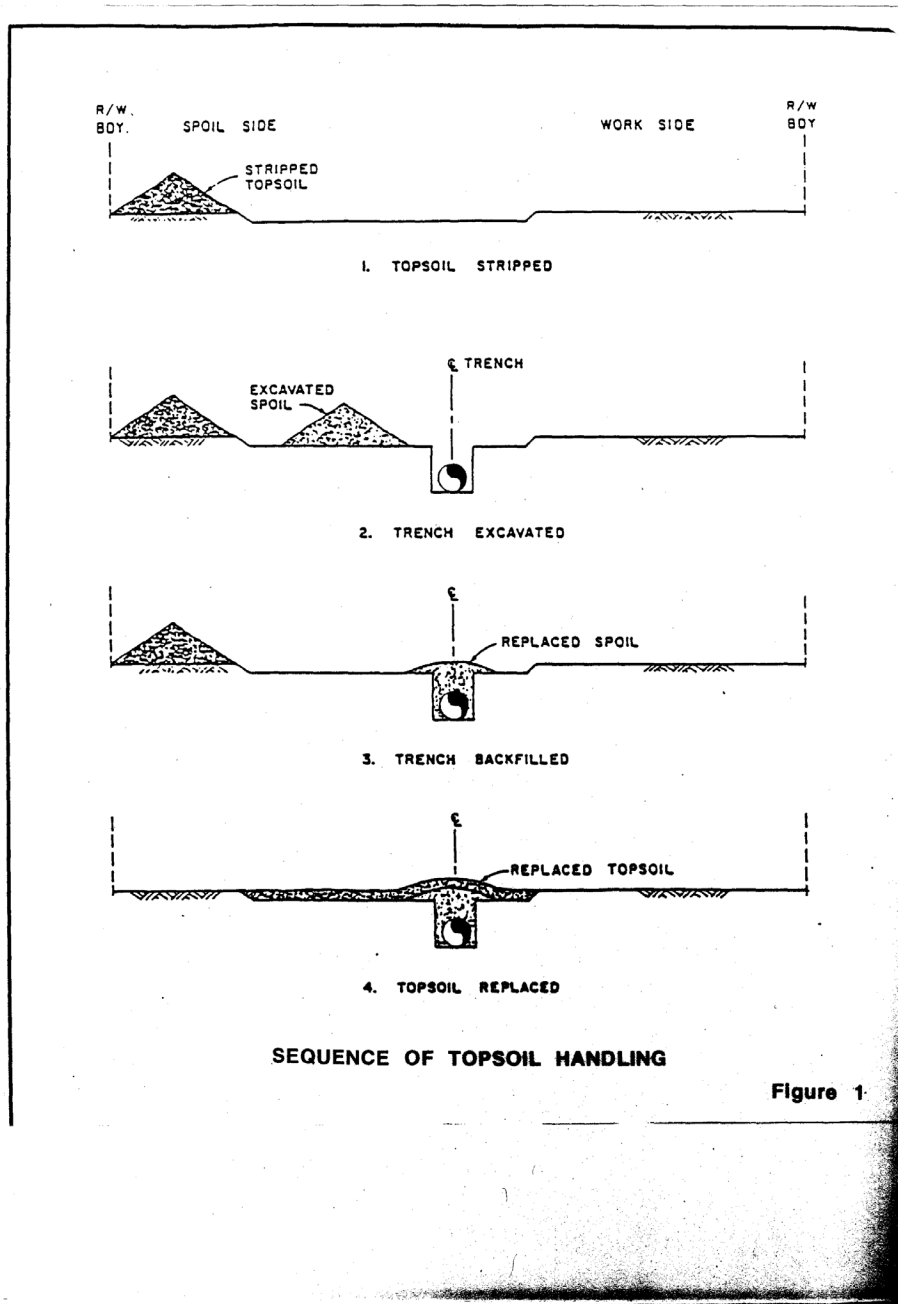 R/W.
BDY.
SPOIL SIDE
WORK SIDE
R/W
BDY
STRIPPED
TOPSOIL
1. TOPSOIL STRIPPED
℄ TRENCH
EXCAVATED
SPOIL
2. TRENCH EXCAVATED
℄
REPLACED SPOIL
3. TRENCH BACKFILLED
℄
REPLACED TOPSOIL
4. TOPSOIL REPLACED
SEQUENCE OF TOPSOIL HANDLING
Figure 1